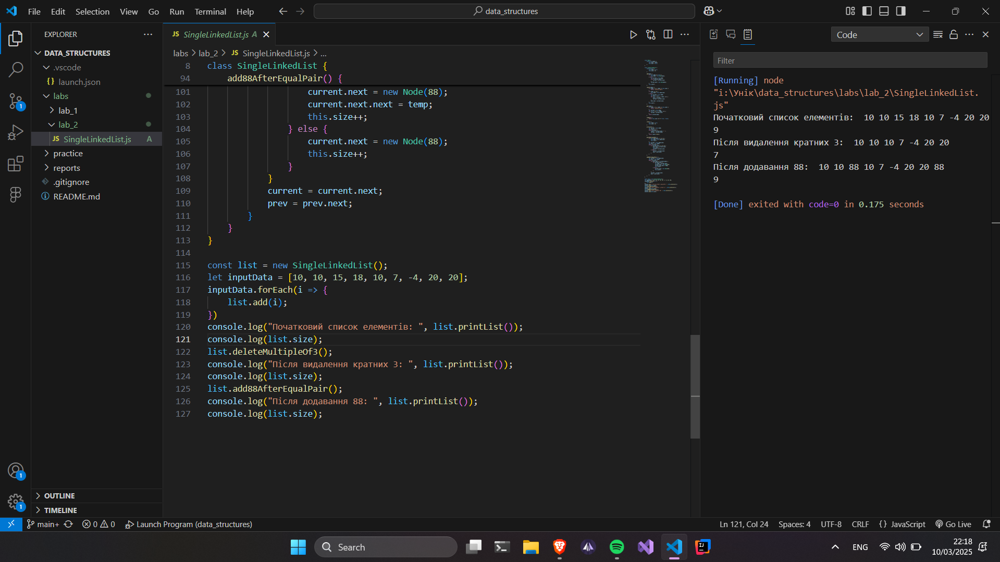 File Edit Selection View Go Run Terminal Help
data_structures
EXPLORER
DATA_STRUCTURES
.vscode
{} launch.json
labs
lab_1
lab_2
JS SingleLinkedList.js A
practice
reports
.gitignore
README.md
OUTLINE
TIMELINE
JS SingleLinkedList.js A
labs > lab_2 > JS SingleLinkedList.js > ...
8 class SingleLinkedList {
94 add88AfterEqualPair() {
101 current.next = new Node(88);
102 current.next.next = temp;
103 this.size++;
104 } else {
105 current.next = new Node(88);
106 this.size++;
107 }
108 }
109 current = current.next;
110 prev = prev.next;
111 }
112 }
113 }
114
115 const list = new SingleLinkedList();
116 let inputData = [10, 10, 15, 18, 10, 7, -4, 20, 20];
117 inputData.forEach(i => {
118 list.add(i);
119 })
120 console.log("Початковий список елементів: ", list.printList());
121 console.log(list.size);
122 list.deleteMultipleOf3();
123 console.log("Після видалення кратних 3: ", list.printList());
124 console.log(list.size);
125 list.add88AfterEqualPair();
126 console.log("Після додавання 88: ", list.printList());
127 console.log(list.size);
Code
Filter
[Running] node
"i:\Унік\data_structures\labs\lab_2\SingleLinkedList.
js"
Початковий список елементів:  10 10 15 18 10 7 -4 20 20
9
Після видалення кратних 3:  10 10 10 7 -4 20 20
7
Після додавання 88:  10 10 88 10 7 -4 20 20 88
9
[Done] exited with code=0 in 0.175 seconds
1
1
1
main+ 0 0 Launch Program (data_structures)
Ln 121, Col 24 Spaces: 4 UTF-8 CRLF {} JavaScript Go Live
Search
ENG
22:18
10/03/2025